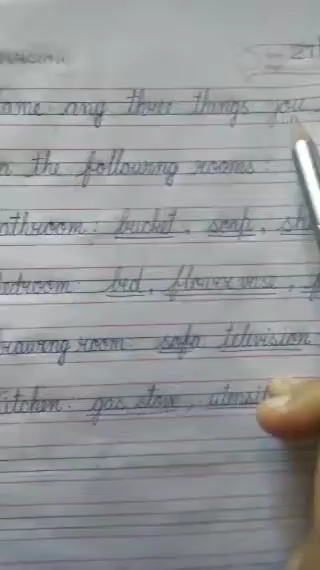 ame any three things you
n the following rooms:
athroom: bucket, soap, sh
edroom: bed, flower vase,
rawing room: sofa television
itchen: gas stove, utensil